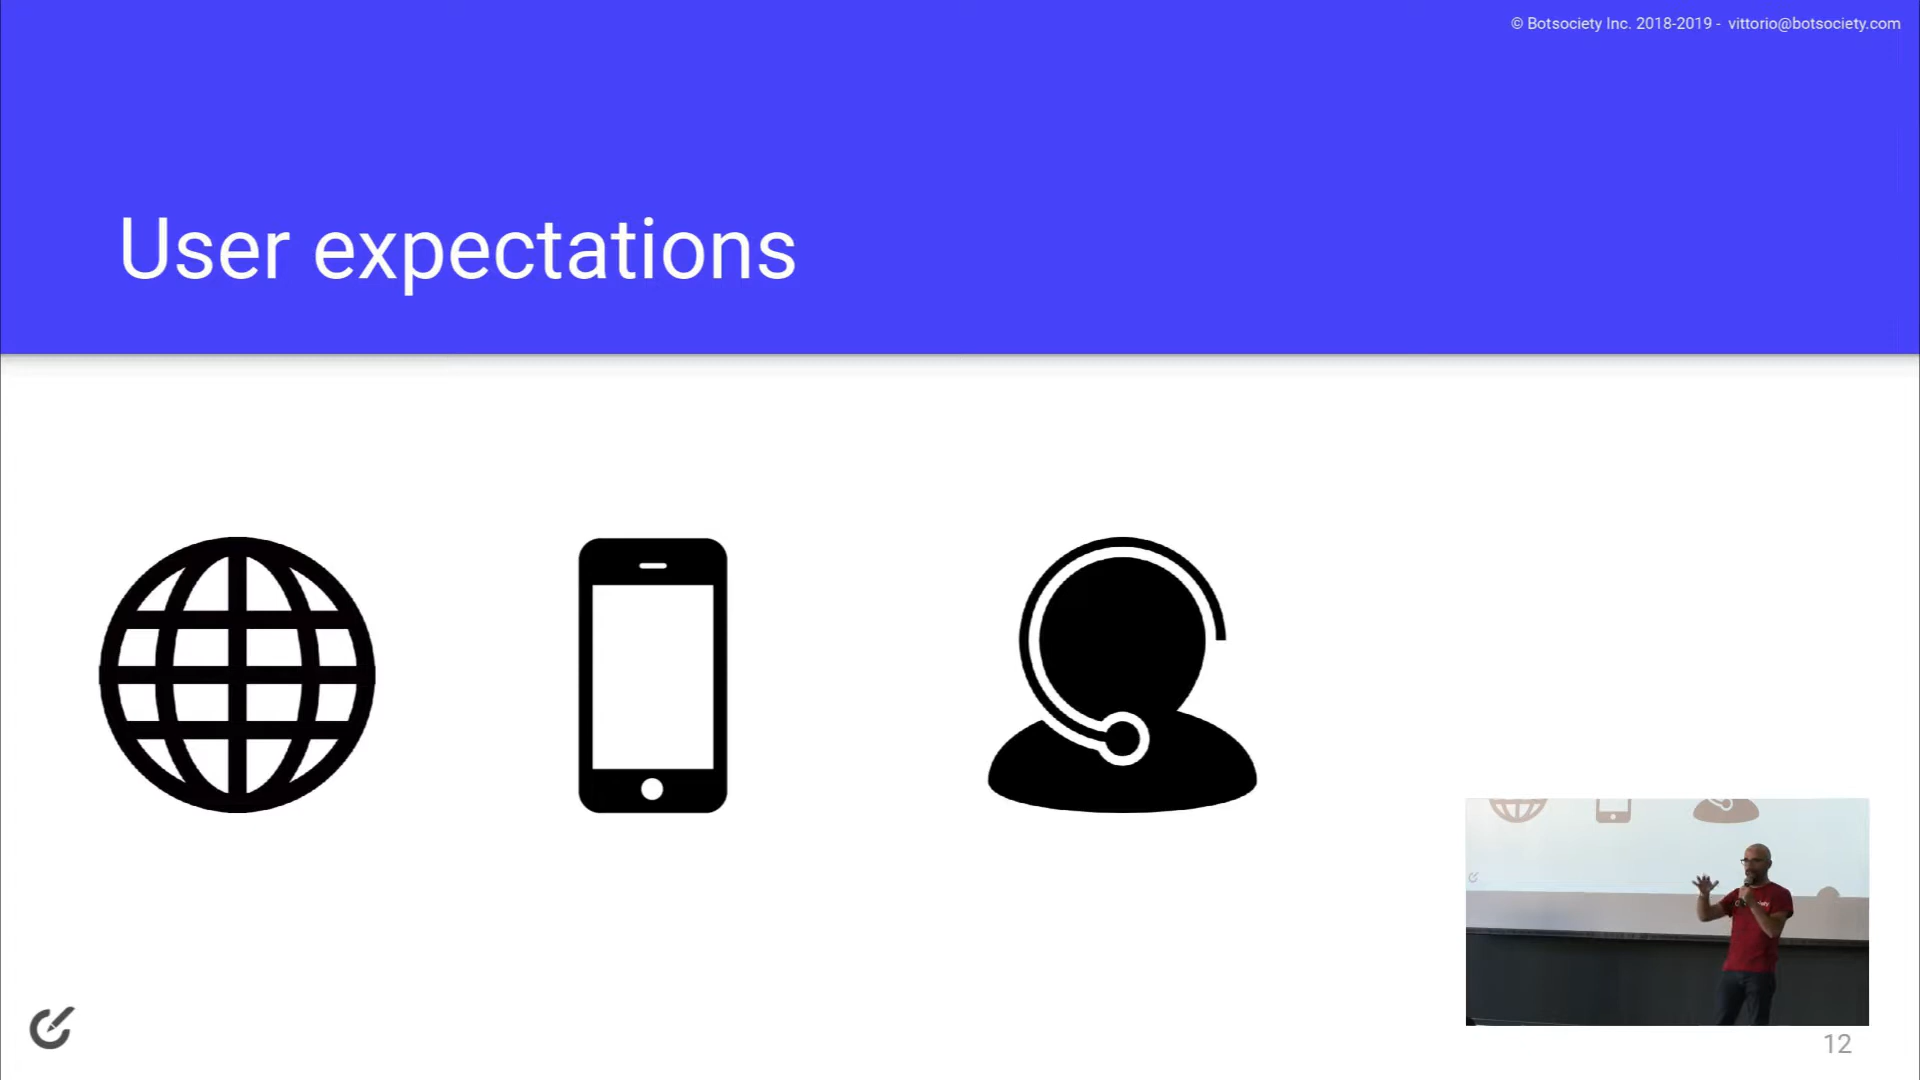 © Botsociety Inc. 2018-2019 - vittorio@botsociety.com
User expectations
12